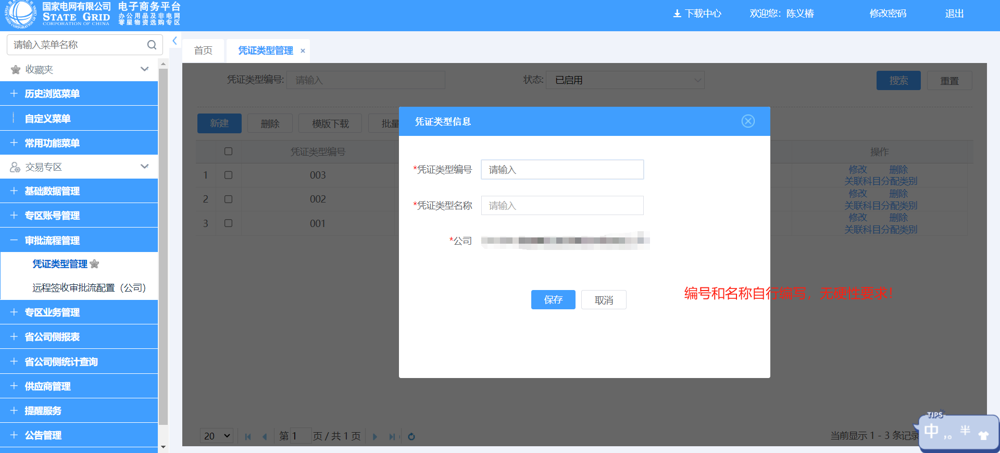 国家电网有限公司
STATE GRID
CORPORATION OF CHINA
电子商务平台
办公用品及非电网
零星物资选购专区
下载中心
欢迎您：陈义椿
修改密码
退出
请输入菜单名称
收藏夹
历史浏览菜单
自定义菜单
常用功能菜单
交易专区
基础数据管理
专区账号管理
审批流程管理
凭证类型管理
远程签收审批流配置（公司）
专区业务管理
省公司侧报表
省公司侧统计查询
供应商管理
提醒服务
公告管理
首页
凭证类型管理 ×
凭证类型编号: 请输入
状态: 已启用
搜索
重置
新建
删除
模版下载
批量
凭证类型编号
操作
1 003
修改 删除
关联科目分配类别
2 002
修改 删除
关联科目分配类别
3 001
修改 删除
关联科目分配类别
凭证类型信息
*凭证类型编号 请输入
*凭证类型名称 请输入
*公司
保存
取消
编号和名称自行编写，无硬性要求！
20
第 1 页 / 共 1 页
当前显示 1 - 3 条记录
TIPS
中 ,。 半